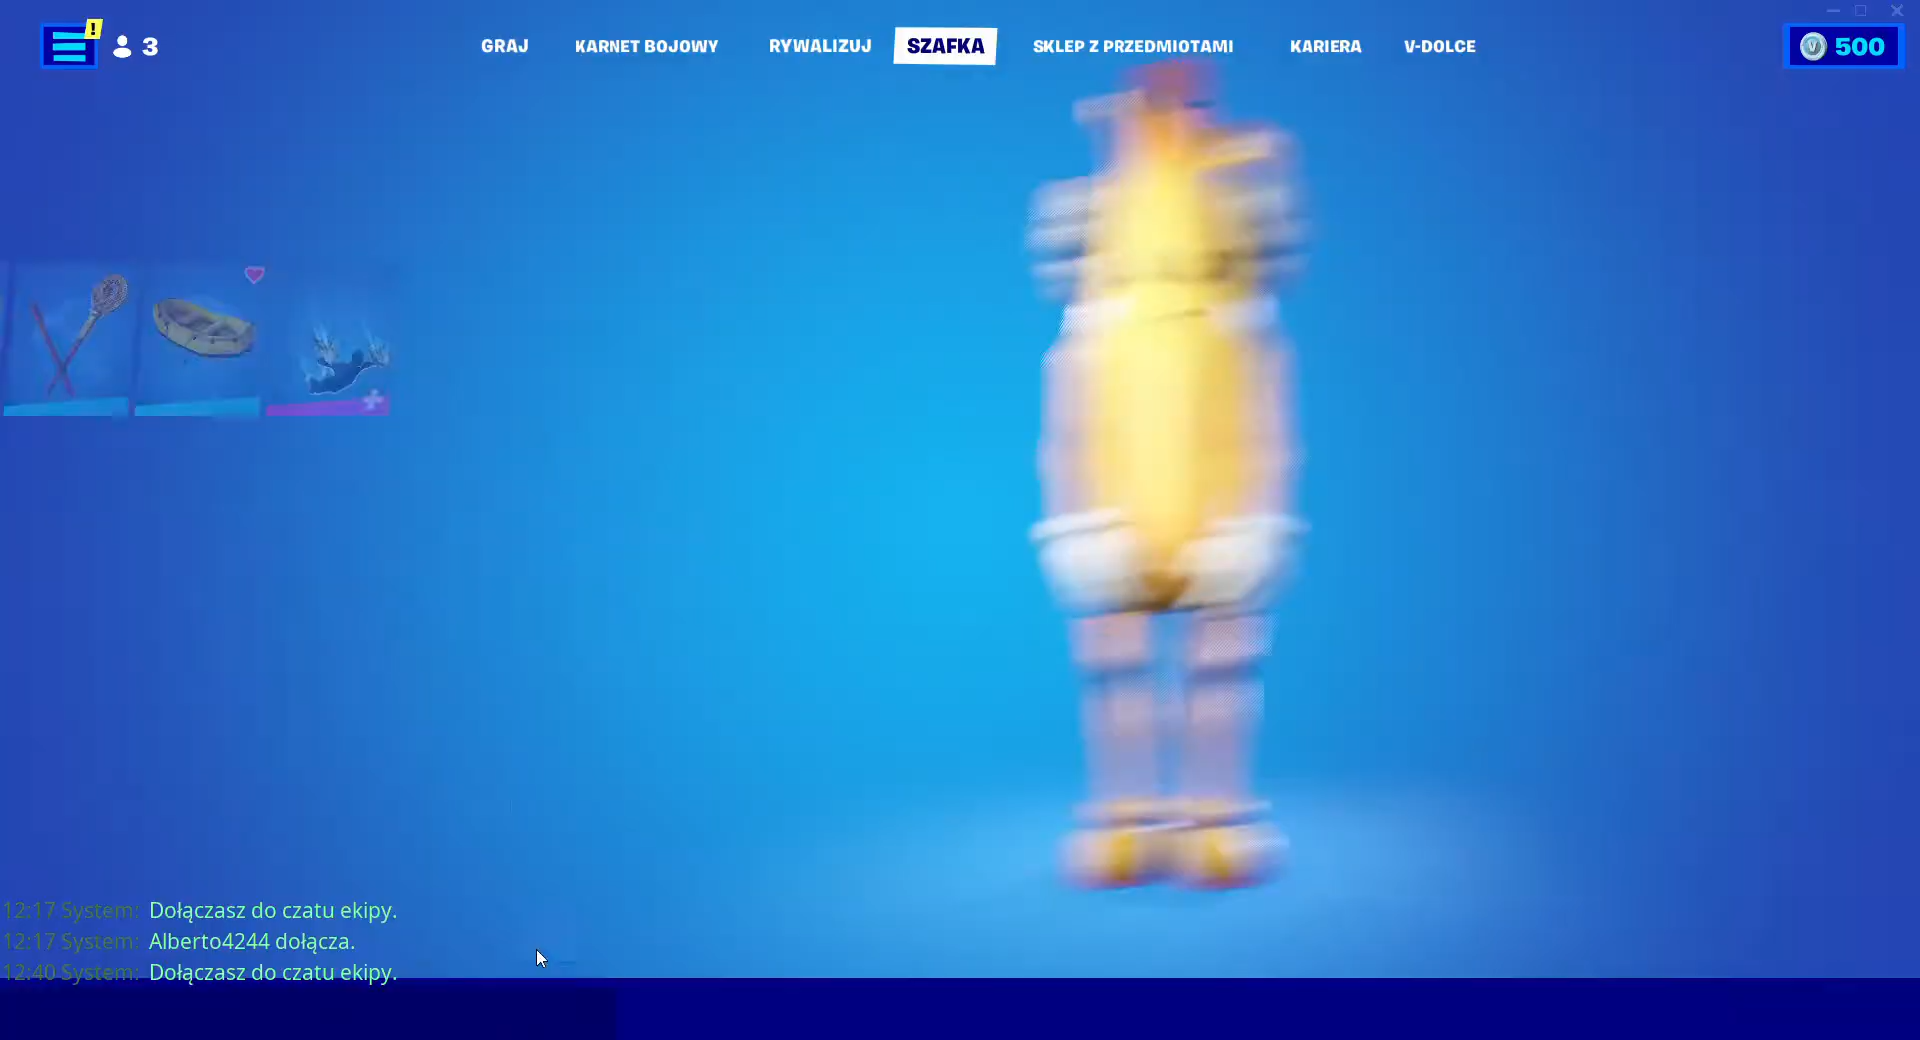 !
3
GRAJ
KARNET BOJOWY
RYWALIZUJ
SZAFKA
SKLEP Z PRZEDMIOTAMI
KARIERA
V-DOLCE
V 500
12:17 System: Dołączasz do czatu ekipy.
12:17 System: Alberto4244 dołącza.
12:40 System: Dołączasz do czatu ekipy.